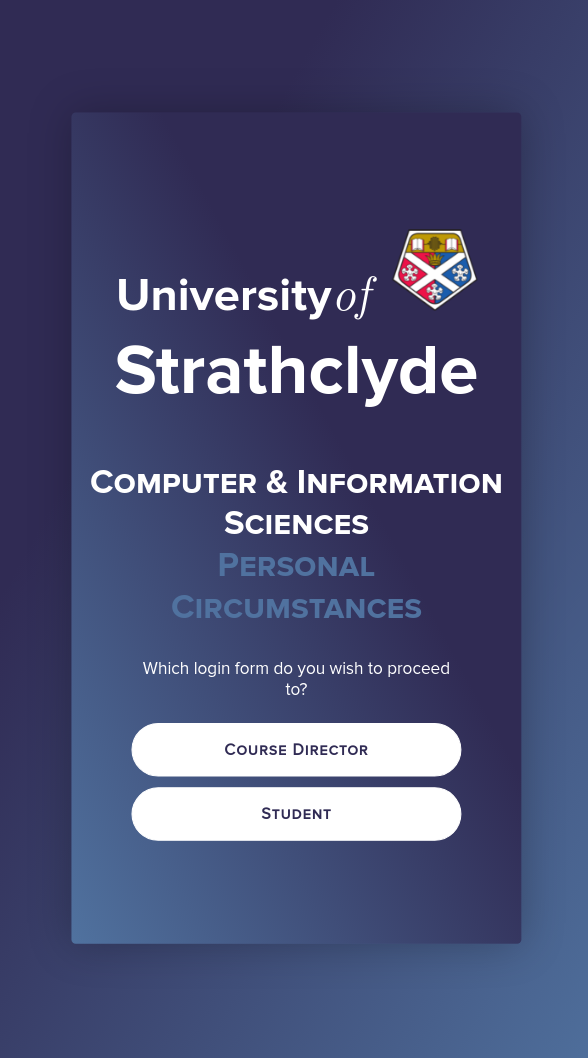 University of
Strathclyde
Computer & Information
Sciences
Personal
Circumstances
Which login form do you wish to proceed
to?
Course Director
Student